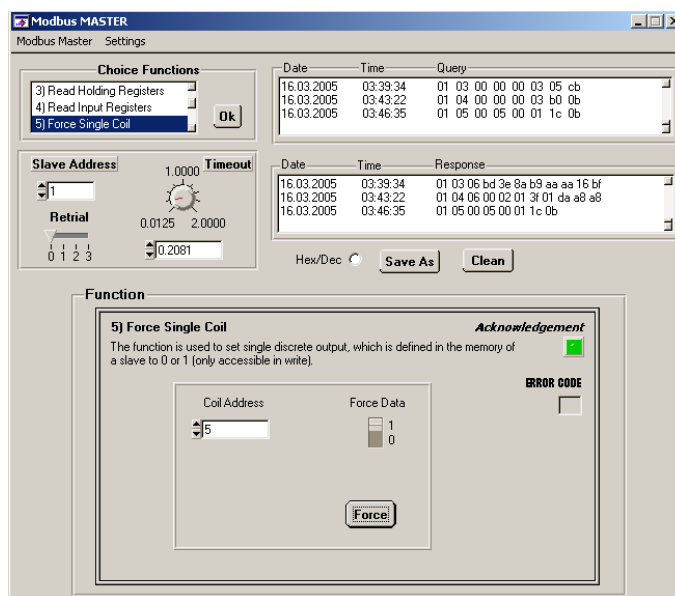 Modbus MASTER
Modbus Master Settings
Choice Functions
3) Read Holding Registers
4) Read Input Registers
5) Force Single Coil
Ok
Date Time Query
16.03.2005 03:39:34 01 03 00 00 00 03 05 cb
16.03.2005 03:43:22 01 04 00 00 00 03 b0 0b
16.03.2005 03:46:35 01 05 00 05 00 01 1c 0b
Slave Address
1
Retrial
0 1 2 3
Timeout
1.0000
0.0125 2.0000
0.2081
Date Time Response
16.03.2005 03:39:34 01 03 06 bd 3e 8a b9 aa aa 16 bf
16.03.2005 03:43:22 01 04 06 00 02 01 3f 01 da a8 a8
16.03.2005 03:46:35 01 05 00 05 00 01 1c 0b
Hex/Dec Save As Clean
Function
5) Force Single Coil Acknowledgement
The function is used to set single discrete output, which is defined in the memory of
a slave to 0 or 1 (only accessible in write).
ERROR CODE
Coil Address Force Data
5
1
0
Force